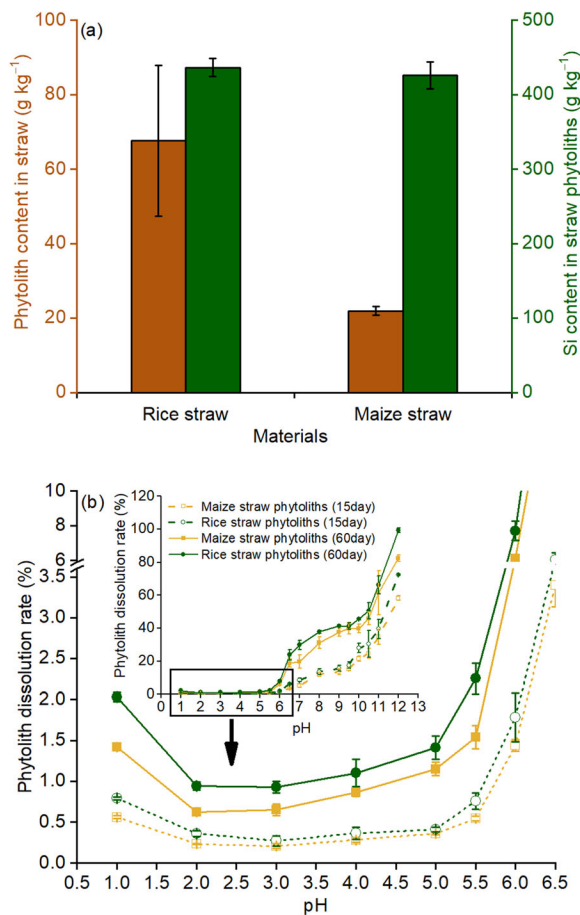 (a)
Phytolith content in straw (g kg⁻¹)
100
80
60
40
20
0
Si content in straw phytoliths (g kg⁻¹)
500
400
300
200
100
0
Rice straw Maize straw
Materials
(b)
Phytolith dissolution rate (%)
10
8
6
3.5
3.0
2.5
2.0
1.5
1.0
0.5
0.0
0.5 1.0 1.5 2.0 2.5 3.0 3.5 4.0 4.5 5.0 5.5 6.0 6.5
pH
Phytolith dissolution rate (%)
120
100
80
60
40
20
0
Maize straw phytoliths (15day)
Rice straw phytoliths (15day)
Maize straw phytoliths (60day)
Rice straw phytoliths (60day)
0 1 2 3 4 5 6 7 8 9 10 11 12 13
pH